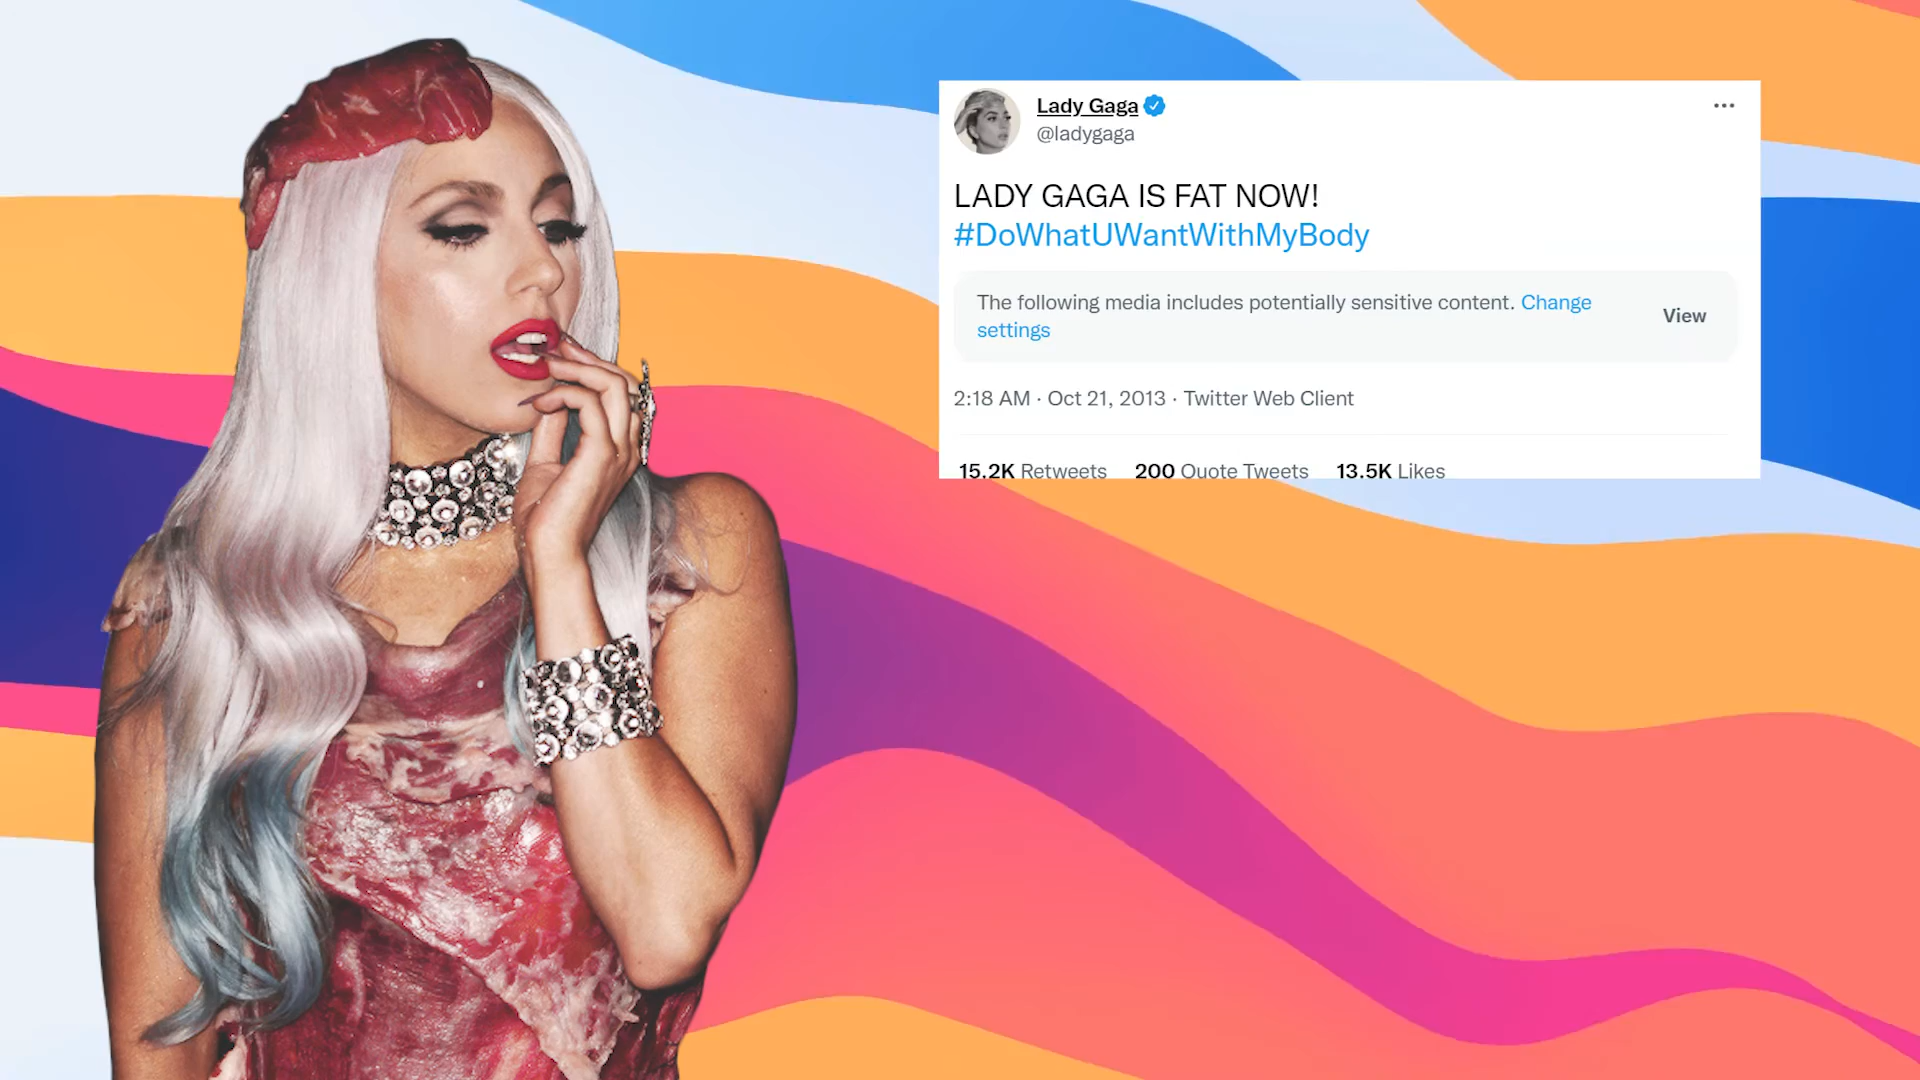 Lady Gaga
@ladygaga
LADY GAGA IS FAT NOW!
#DoWhatUWantWithMyBody
The following media includes potentially sensitive content. Change
settings
View
2:18 AM · Oct 21, 2013 · Twitter Web Client
15.2K Retweets 200 Quote Tweets 13.5K Likes